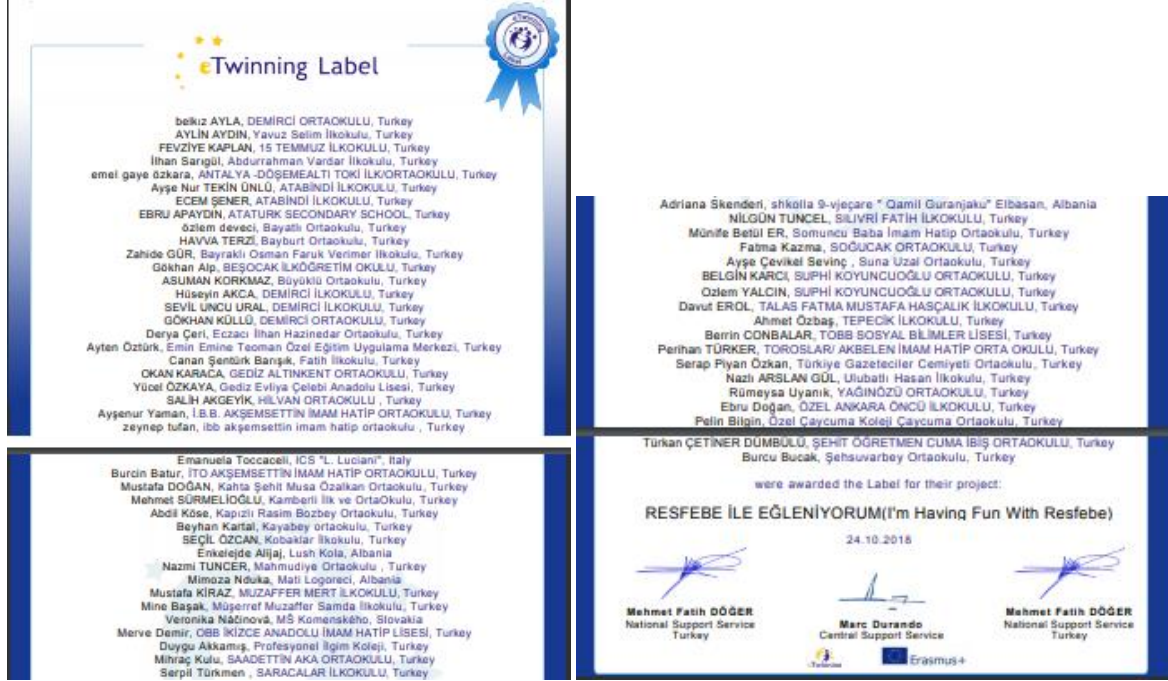 eTwinning Label
eTwinning
Label
belkız AYLA, DEMİRCİ ORTAOKULU, Turkey
AYLİN AYDIN, Yavuz Selim İlkokulu, Turkey
FEVZİYE KAPLAN, 15 TEMMUZ İLKOKULU, Turkey
İlhan Sarıgül, Abdurrahman Vardar İlkokulu, Turkey
emel gaye özkara, ANTALYA -DÖŞEMEALTI TOKİ İLK/ORTAOKULU, Turkey
Ayşe Nur TEKİN ÜNLÜ, ATABİNDİ İLKOKULU, Turkey
ECEM ŞENER, ATABİNDİ İLKOKULU, Turkey
EBRU APAYDIN, ATATURK SECONDARY SCHOOL, Turkey
özlem deveci, Bayatlı Ortaokulu, Turkey
HAVVA TERZİ, Bayburt Ortaokulu, Turkey
Zahide GÜR, Bayraklı Osman Faruk Verimer İlkokulu, Turkey
Gökhan Alp, BEŞOCAK İLKÖĞRETİM OKULU, Turkey
ASUMAN KORKMAZ, Büyüklü Ortaokulu, Turkey
Hüseyin AKCA, DEMİRCİ İLKOKULU, Turkey
SEVİL UNCU URAL, DEMİRCİ İLKOKULU, Turkey
GÖKHAN KÜLLÜ, DEMİRCİ ORTAOKULU, Turkey
Derya Çeri, Eczacı İlhan Hazinedar Ortaokulu, Turkey
Ayten Öztürk, Emin Emine Teoman Özel Eğitim Uygulama Merkezi, Turkey
Canan Şentürk Barışık, Fatih İlkokulu, Turkey
OKAN KARACA, GEDİZ ALTINKENT ORTAOKULU, Turkey
Yücel ÖZKAYA, Gediz Evliya Çelebi Anadolu Lisesi, Turkey
SALİH AKGEYİK, HİLVAN ORTAOKULU , Turkey
Ayşenur Yaman, İ.B.B. AKŞEMSETTİN İMAM HATİP ORTAOKULU, Turkey
zeynep tufan, ibb akşemsettin imam hatip ortaokulu , Turkey
Emanuela Toccaceli, ICS "L. Luciani", Italy
Burcin Batur, İTO AKŞEMSETTİN İMAM HATİP ORTAOKULU, Turkey
Mustafa DOĞAN, Kahta Şehit Musa Özalkan Ortaokulu, Turkey
Mehmet SÜRMELİOĞLU, Kamberli İlk ve OrtaOkulu, Turkey
Abdil Köse, Kapızlı Rasim Bozbey Ortaokulu, Turkey
Beyhan Kartal, Kayabey ortaokulu, Turkey
SEÇİL ÖZCAN, Kobaklar İlkokulu, Turkey
Enkelejde Alijaj, Lush Kola, Albania
Nazmi TUNCER, Mahmudiye Ortaokulu , Turkey
Mimoza Nduka, Mati Logoreci, Albania
Mustafa KİRAZ, MUZAFFER MERT İLKOKULU, Turkey
Mine Başak, Müşerref Muzaffer Samda İlkokulu, Turkey
Veronika Náčinová, MŠ Komenského, Slovakia
Merve Demir, OBB İKİZCE ANADOLU İMAM HATİP LİSESİ, Turkey
Duygu Akkamış, Profesyonel İlgim Koleji, Turkey
Mihraç Kulu, SAADETTİN AKA ORTAOKULU, Turkey
Serpil Türkmen , SARACALAR İLKOKULU, Turkey
Adriana Skenderi, shkolla 9-vjeçare " Qamil Guranjaku" Elbasan, Albania
NİLGÜN TUNCEL, SİLİVRİ FATİH İLKOKULU, Turkey
Münife Betül ER, Somuncu Baba İmam Hatip Ortaokulu, Turkey
Fatma Kazma, SOĞUCAK ORTAOKULU, Turkey
Ayşe Çevikel Sevinç , Suna Uzal Ortaokulu, Turkey
BELGİN KARCI, SUPHİ KOYUNCUOĞLU ORTAOKULU, Turkey
Ozlem YALCIN, SUPHİ KOYUNCUOĞLU ORTAOKULU, Turkey
Davut EROL, TALAS FATMA MUSTAFA HASÇALIK İLKOKULU, Turkey
Ahmet Özbaş, TEPECİK İLKOKULU, Turkey
Berrin CONBALAR, TOBB SOSYAL BİLİMLER LİSESİ, Turkey
Perihan TÜRKER, TOROSLAR/ AKBELEN İMAM HATİP ORTA OKULU, Turkey
Serap Piyan Özkan, Türkiye Gazeteciler Cemiyeti Ortaokulu, Turkey
Nazlı ARSLAN GÜL, Ulubatlı Hasan İlkokulu, Turkey
Rümeysa Uyanık, YAĞINÖZÜ ORTAOKULU, Turkey
Ebru Doğan, ÖZEL ANKARA ÖNCÜ İLKOKULU, Turkey
Pelin Bilgin, Özel Çaycuma Koleji Çaycuma Ortaokulu, Turkey
Türkan ÇETİNER DÜMBÜLÜ, ŞEHİT ÖĞRETMEN CUMA İBİŞ ORTAOKULU, Turkey
Burcu Bucak, Şehsuvarbey Ortaokulu, Turkey
were awarded the Label for their project:
RESFEBE İLE EĞLENİYORUM(I'm Having Fun With Resfebe)
24.10.2018
Mehmet Fatih DÖĞER
National Support Service
Turkey
Marc Durando
Central Support Service
Mehmet Fatih DÖĞER
National Support Service
Turkey
eTwinning
Erasmus+